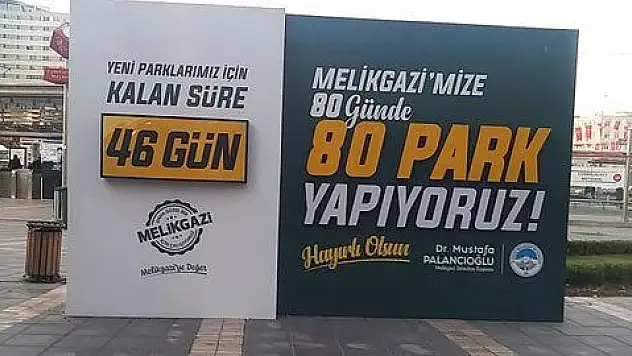 YENİ PARKLARIMIZ İÇİN
KALAN SÜRE
46 GÜN
MELİKGAZİ
Melikgazi'ye Değer
MELİKGAZİ'MİZE
80 Günde
80 PARK
YAPIYORUZ!
Hayırlı Olsun
Dr. Mustafa
PALANCIOĞLU
Melikgazi Belediye Başkanı